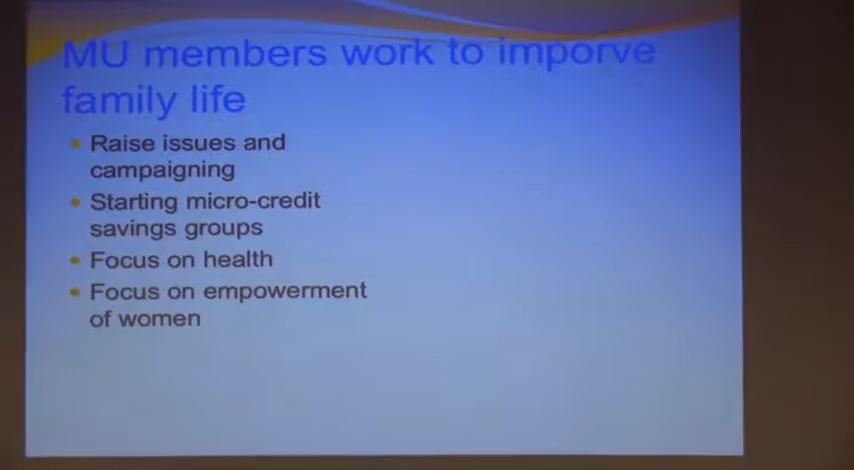 MU members work to imporve
family life
• Raise issues and
campaigning
• Starting micro-credit
savings groups
• Focus on health
• Focus on empowerment
of women